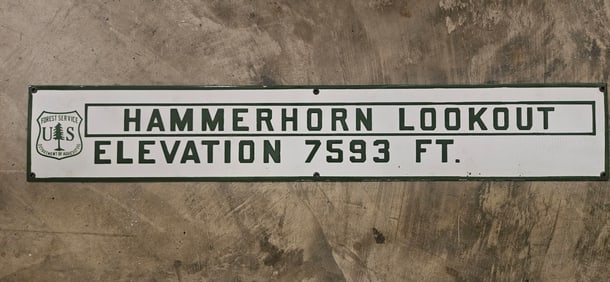 FOREST SERVICE
U S
DEPARTMENT OF AGRICULTURE
HAMMERHORN LOOKOUT
ELEVATION 7593 FT.